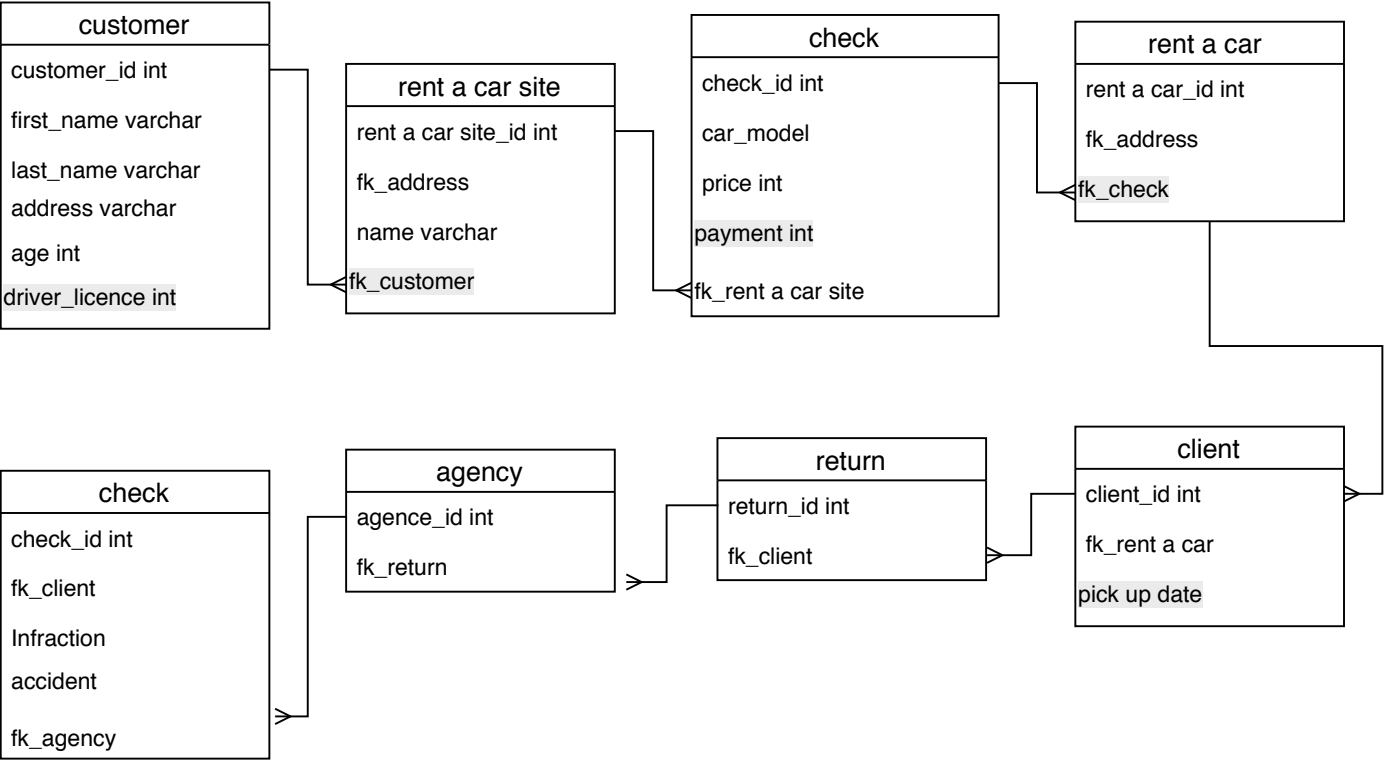 customer
customer_id int
first_name varchar
last_name varchar
address varchar
age int
driver_licence int
rent a car site
rent a car site_id int
fk_address
name varchar
fk_customer
check
check_id int
car_model
price int
payment int
fk_rent a car site
rent a car
rent a car_id int
fk_address
fk_check
check
check_id int
fk_client
Infraction
accident
fk_agency
agency
agence_id int
fk_return
return
return_id int
fk_client
client
client_id int
fk_rent a car
pick up date